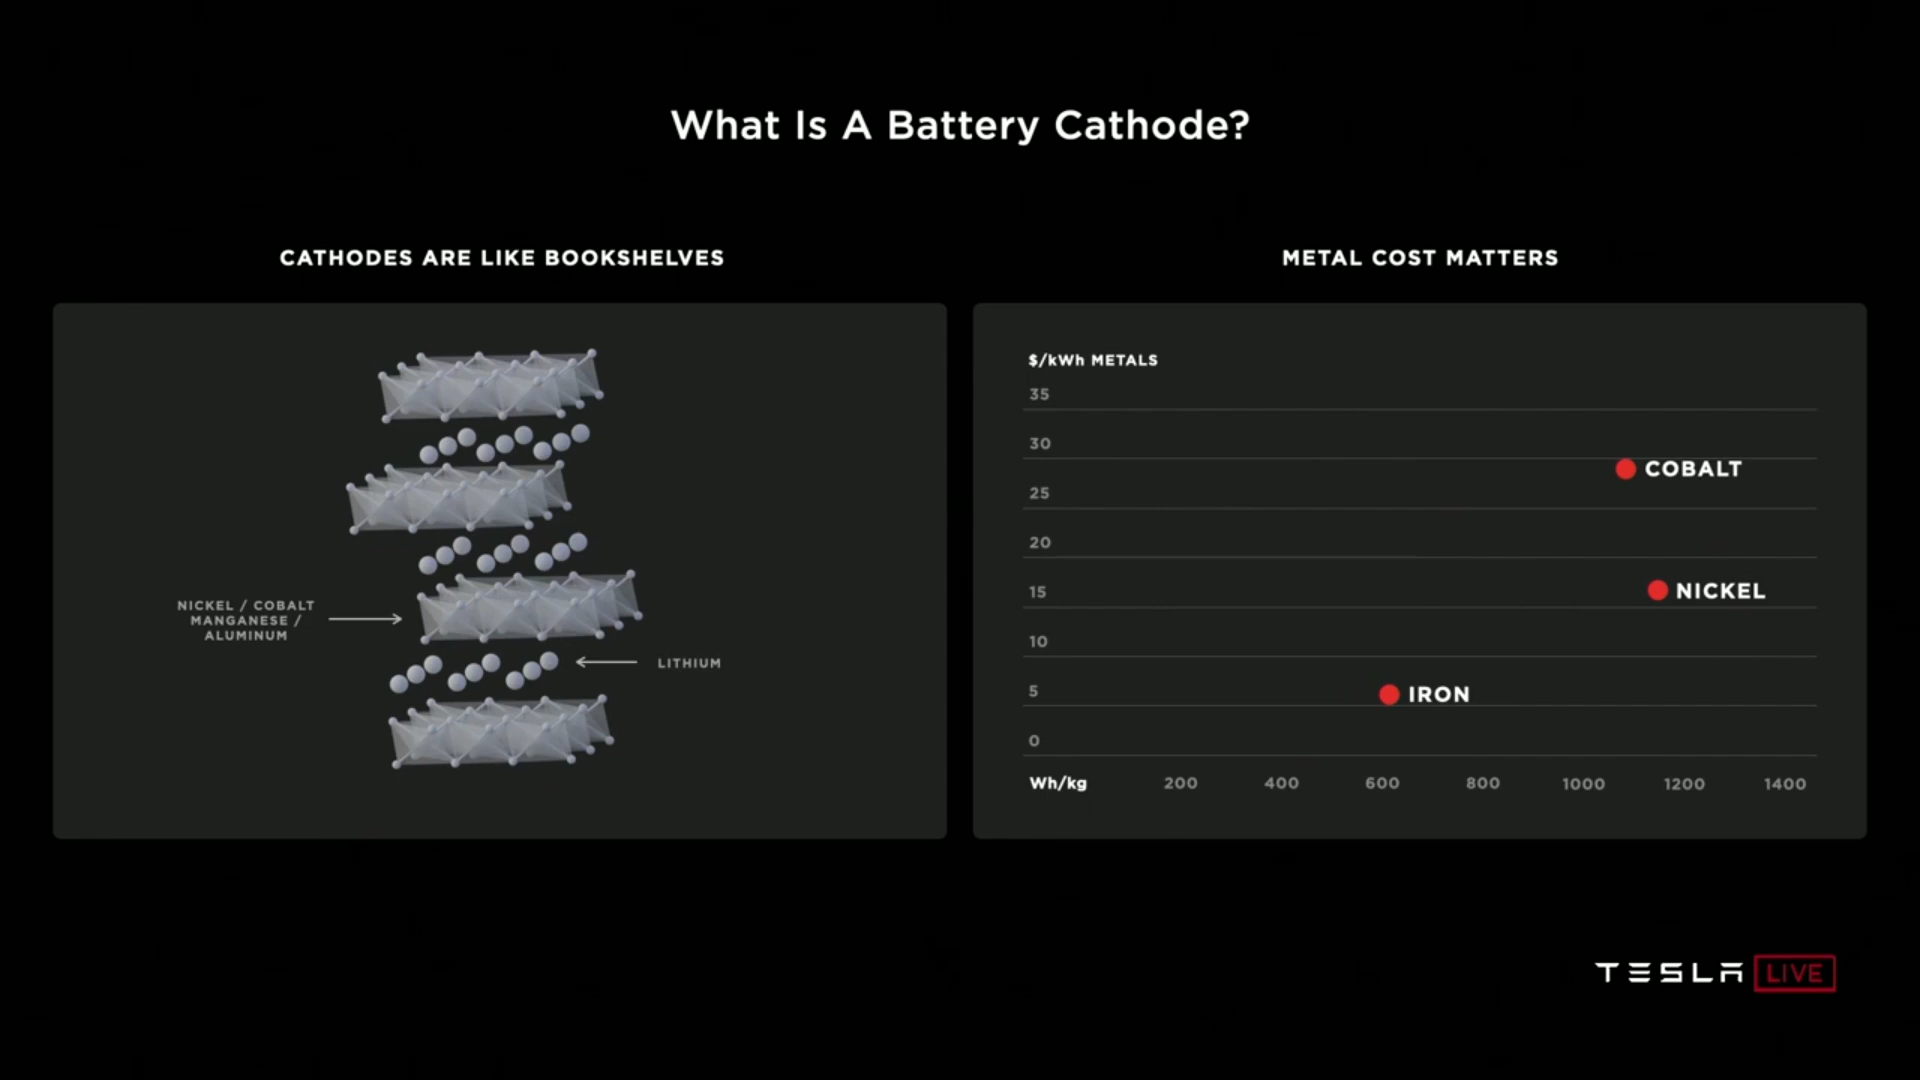 What Is A Battery Cathode?
CATHODES ARE LIKE BOOKSHELVES
NICKEL / COBALT
MANGANESE /
ALUMINUM
LITHIUM
METAL COST MATTERS
$/kWh METALS
35
30
COBALT
25
20
15
NICKEL
10
5
IRON
0
Wh/kg 200 400 600 800 1000 1200 1400
TESLA LIVE